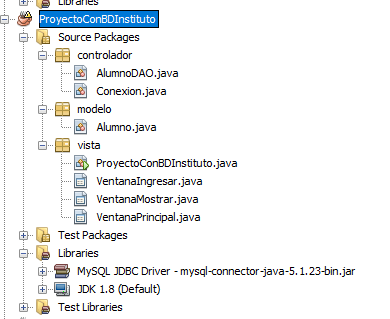 Libraries
ProyectoConBDInstituto
Source Packages
controlador
AlumnoDAO.java
Conexion.java
modelo
Alumno.java
vista
ProyectoConBDInstituto.java
VentanaIngresar.java
VentanaMostrar.java
VentanaPrincipal.java
Test Packages
Libraries
MySQL JDBC Driver - mysql-connector-java-5.1.23-bin.jar
JDK 1.8 (Default)
Test Libraries